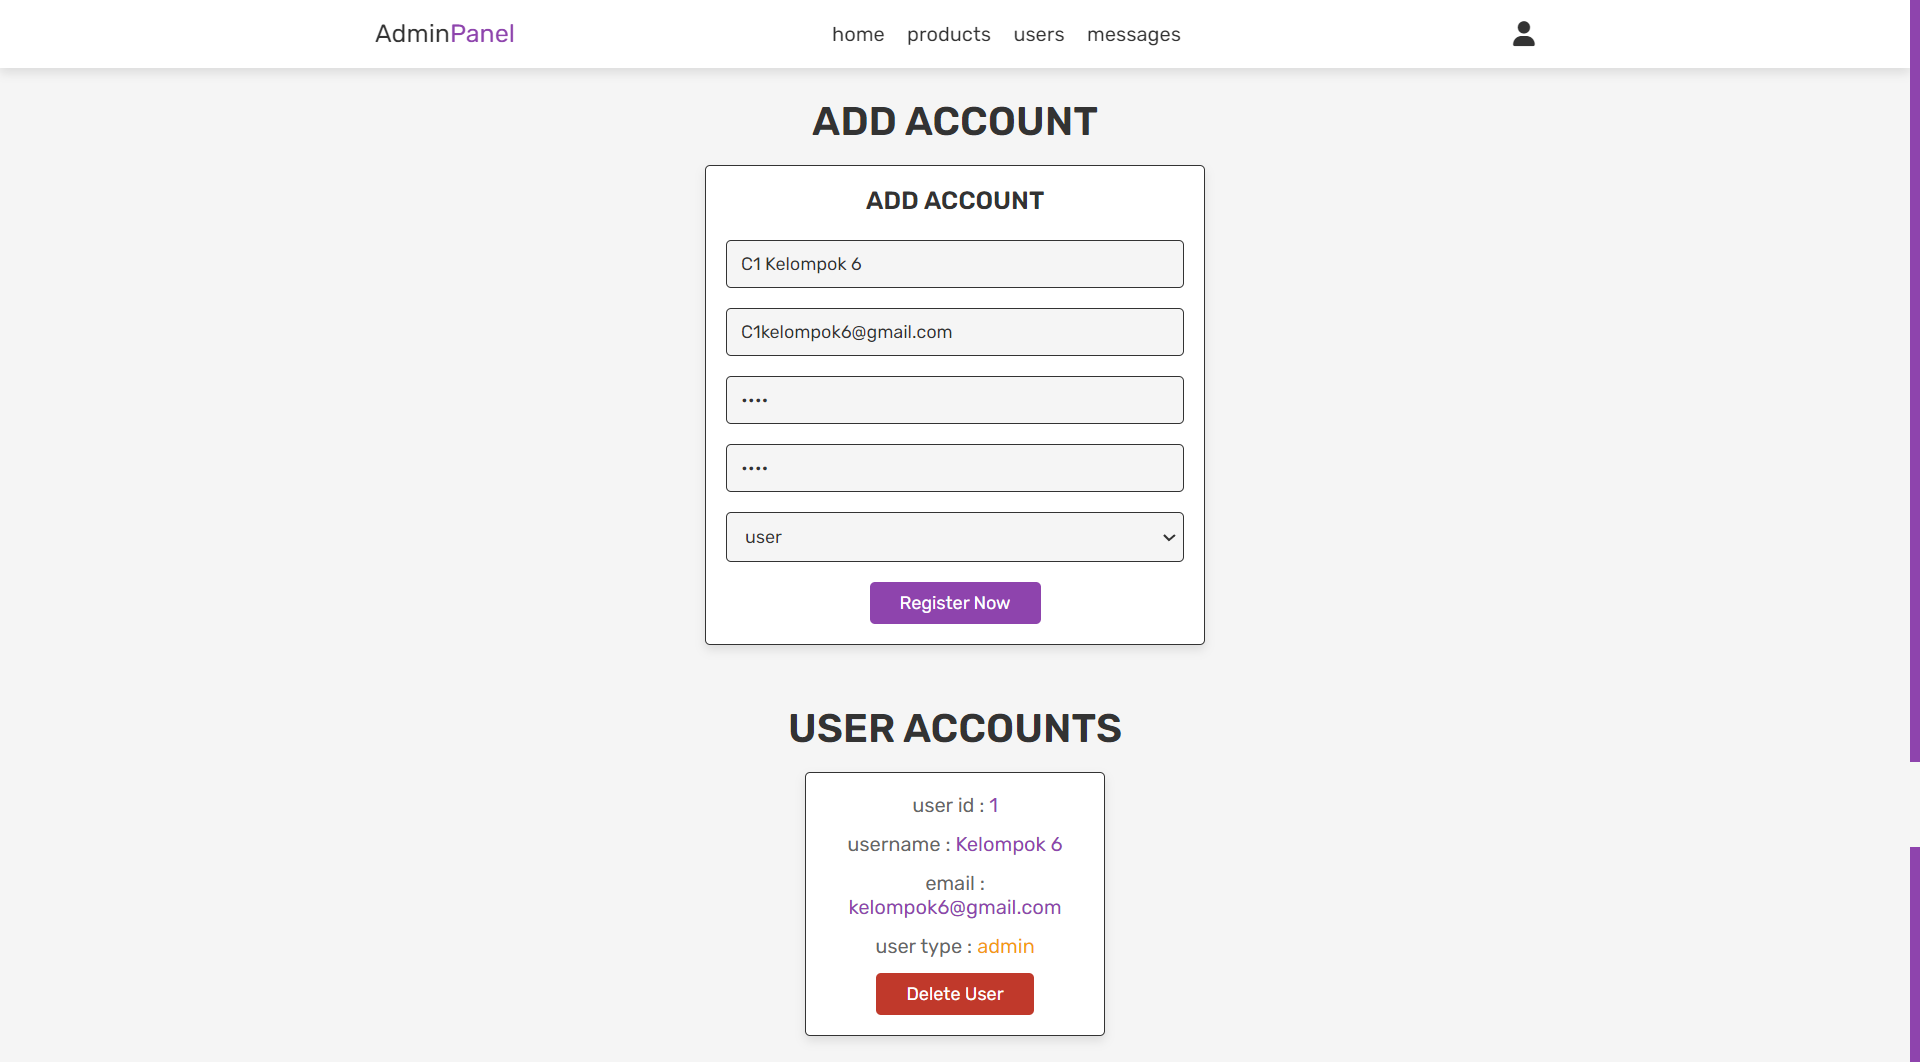 AdminPanel
home products users messages
ADD ACCOUNT
ADD ACCOUNT
C1 Kelompok 6
C1kelompok6@gmail.com
••••
••••
user
Register Now
USER ACCOUNTS
user id : 1
username : Kelompok 6
email :
kelompok6@gmail.com
user type : admin
Delete User